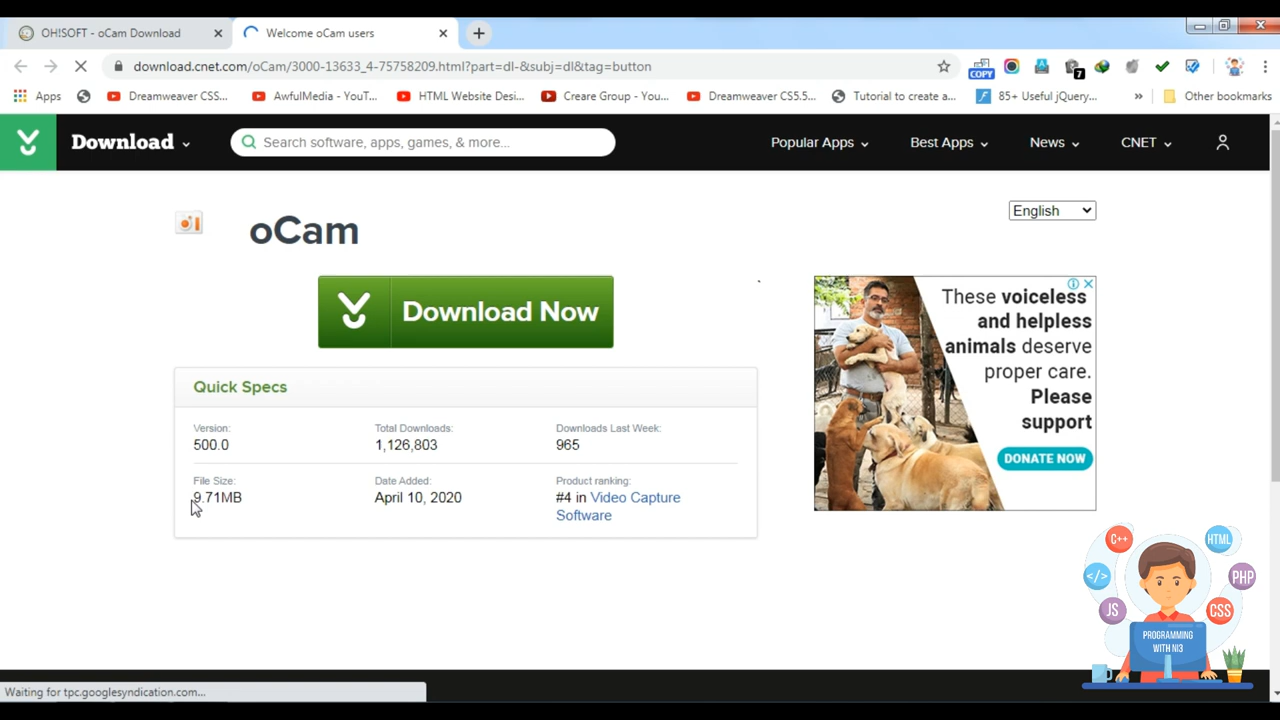 OH!SOFT - oCam Download
Welcome oCam users
download.cnet.com/oCam/3000-13633_4-75758209.html?part=dl-&subj=dl&tag=button
COPY
7
Apps
Dreamweaver CSS...
AwfulMedia - YouT...
HTML Website Desi...
Creare Group - You...
Dreamweaver CS5.5...
Tutorial to create a...
85+ Useful jQuery...
»
Other bookmarks
Download
Search software, apps, games, & more...
Popular Apps
Best Apps
News
CNET
oCam
English
Download Now
Quick Specs
Version:
500.0
Total Downloads:
1,126,803
Downloads Last Week:
965
File Size:
9.71MB
Date Added:
April 10, 2020
Product ranking:
#4 in Video Capture
Software
These voiceless
and helpless
animals deserve
proper care.
Please
support
DONATE NOW
C++
HTML
</>
PHP
JS
CSS
PROGRAMMING
WITH NI3
Waiting for tpc.googlesyndication.com...